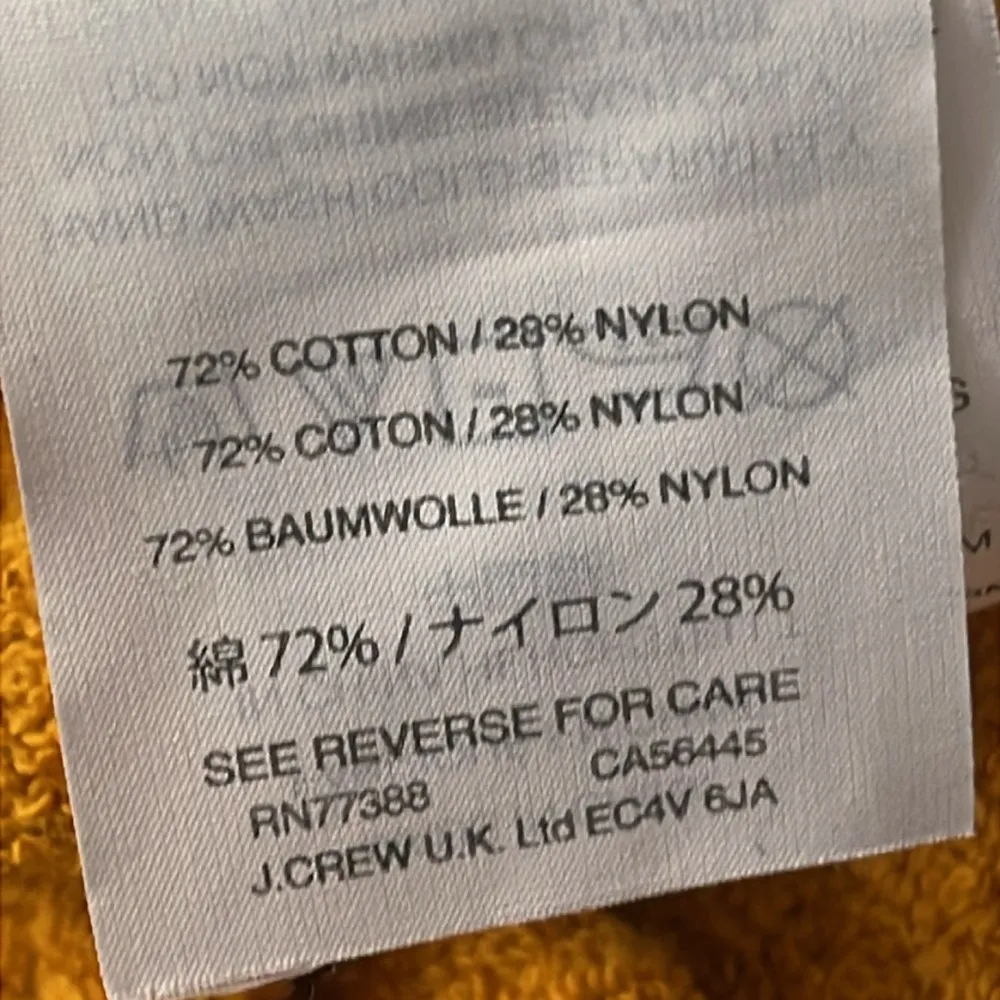 72% COTTON / 28% NYLON
72% COTON / 28% NYLON
72% BAUMWOLLE / 28% NYLON
綿 72% / ナイロン 28%
SEE REVERSE FOR CARE
RN77388 CA56445
J.CREW U.K. Ltd EC4V 6JA